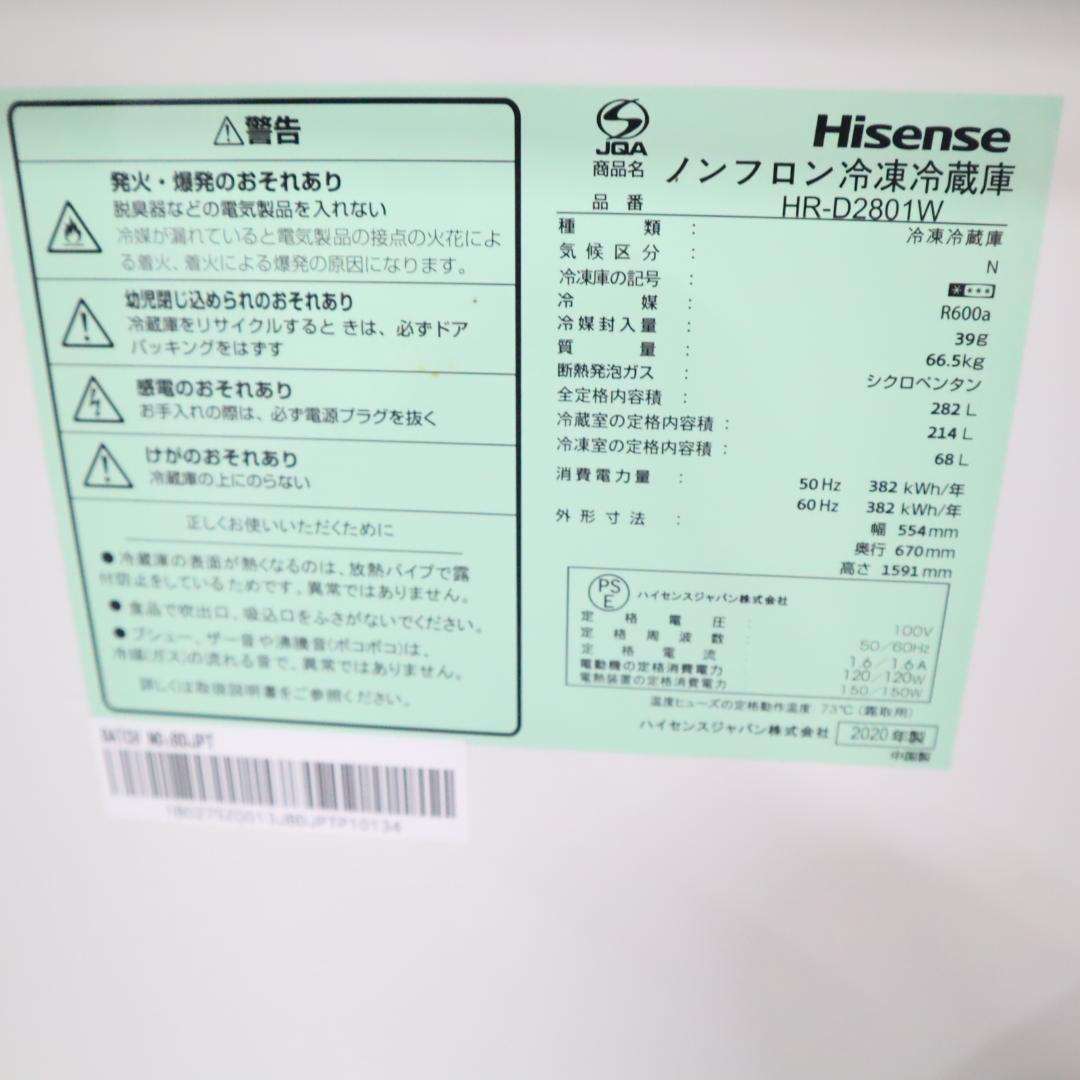 警告
発火・爆発のおそれあり
脱臭器などの電気製品を入れない
冷媒が漏れていると電気製品の接点の火花によ
る着火、着火による爆発の原因になります。
幼児閉じ込められのおそれあり
冷蔵庫をリサイクルするときは、必ずドア
パッキングをはずす
感電のおそれあり
お手入れの際は、必ず電源プラグを抜く
けがのおそれあり
冷蔵庫の上にのらない
正しくお使いいただくために
●冷蔵庫の表面が熱くなるのは、放熱パイプで露
付防止をしているためです。異常ではありません。
●食品で吹出口、吸込口をふさがないでください。
●プシュー、ザー音や沸騰音(ポコポコ)は、
冷媒(ガス)の流れる音で、異常ではありません。
詳しくは取扱説明書をご参照ください。
BATCH NO:8DJPT
JQA
Hisense
商品名 ノンフロン冷凍冷蔵庫
品番 HR-D2801W
種類 : 冷凍冷蔵庫
気候区分 : N
冷凍庫の記号 :
冷媒 : R600a
冷媒封入量 : 39g
質量 : 66.5kg
断熱発泡ガス : シクロペンタン
全定格内容積 : 282 L
冷蔵室の定格内容積 : 214 L
冷凍室の定格内容積 : 68 L
消費電力量 : 50 Hz 382 kWh/年
60 Hz 382 kWh/年
外形寸法 : 幅 554mm
奥行 670mm
高さ 1591mm
PS
E
ハイセンスジャパン株式会社
定格電圧 : 100V
定格周波数 : 50/60Hz
定格電流 : 1.6/1.6A
電動機の定格消費電力 : 120/120W
電熱装置の定格消費電力 : 150/150W
温度ヒューズの定格動作温度:73℃(霜取用)
ハイセンスジャパン株式会社 2020年製
中国製